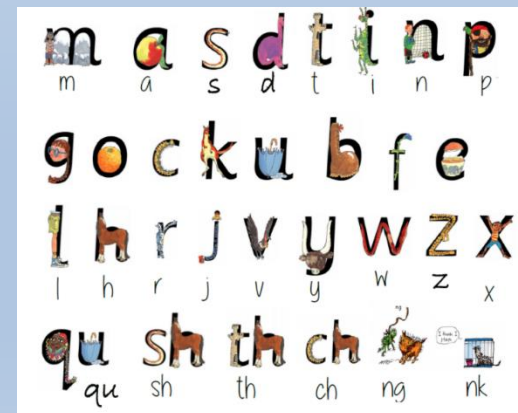 m a s d t i n p
m a s d t i n p
g o c k u b f e
l h r j v y w z x
l h r j v y w z x
qu sh th ch
qu sh th ch ng nk